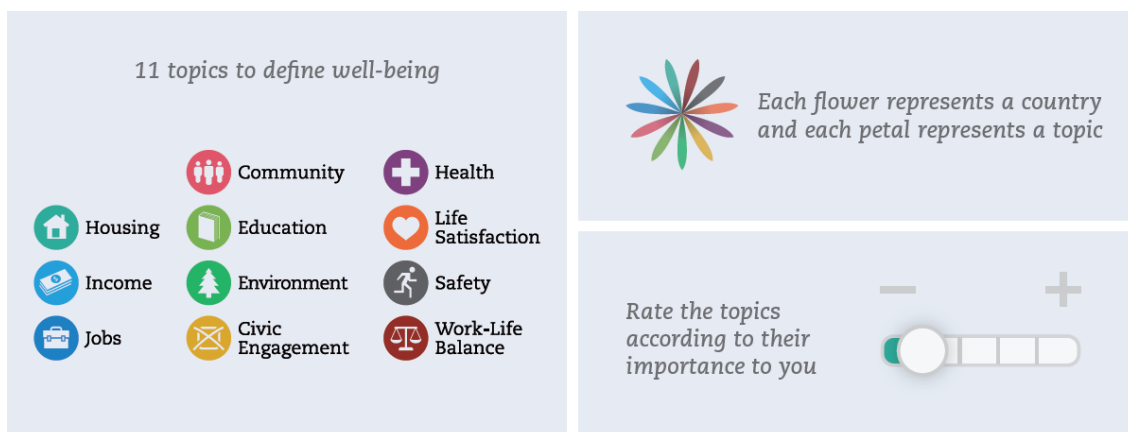 11 topics to define well-being
Community
Health
Housing
Education
Life
Satisfaction
Income
Environment
Safety
Jobs
Civic
Engagement
Work-Life
Balance
Each flower represents a country
and each petal represents a topic
Rate the topics
according to their
importance to you